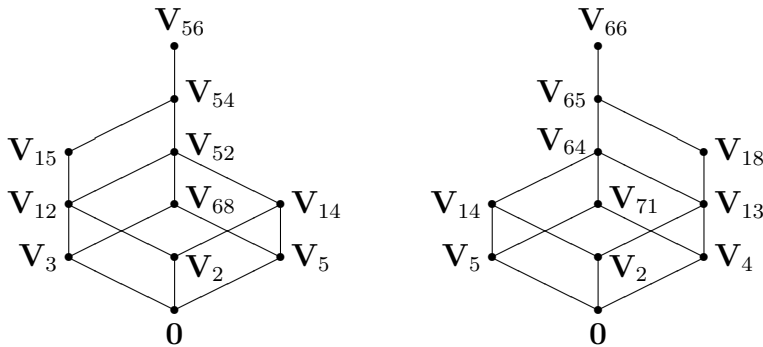 V₅₆ V₆₆
V₅₄ V₆₅
V₁₅ V₅₂ V₆₄ V₁₈
V₁₂ V₆₈ V₁₄ V₁₄ V₇₁ V₁₃
V₃ V₂ V₅ V₅ V₂ V₄
0 0